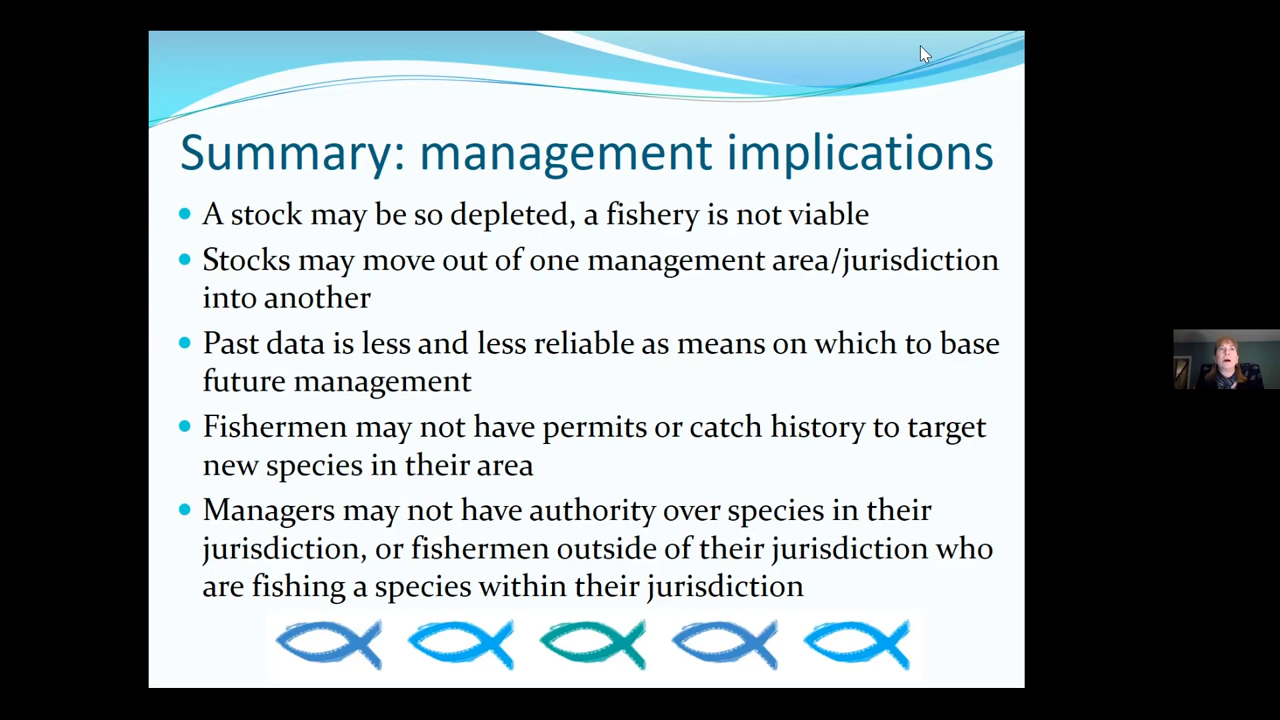 Summary: management implications
• A stock may be so depleted, a fishery is not viable
• Stocks may move out of one management area/jurisdiction
into another
• Past data is less and less reliable as means on which to base
future management
• Fishermen may not have permits or catch history to target
new species in their area
• Managers may not have authority over species in their
jurisdiction, or fishermen outside of their jurisdiction who
are fishing a species within their jurisdiction